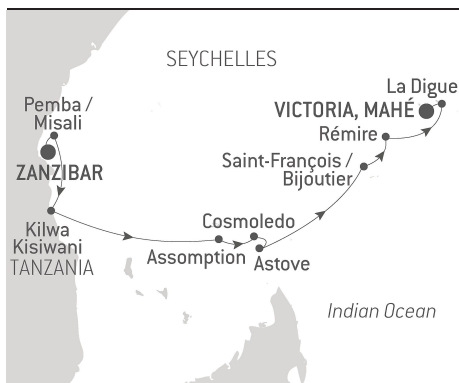 SEYCHELLES
La Digue
Pemba /
Misali
VICTORIA, MAHÉ
Rémire
ZANZIBAR
Saint-François /
Bijoutier
Kilwa
Kisiwani
TANZANIA
Cosmoledo
Assomption
Astove
Indian Ocean